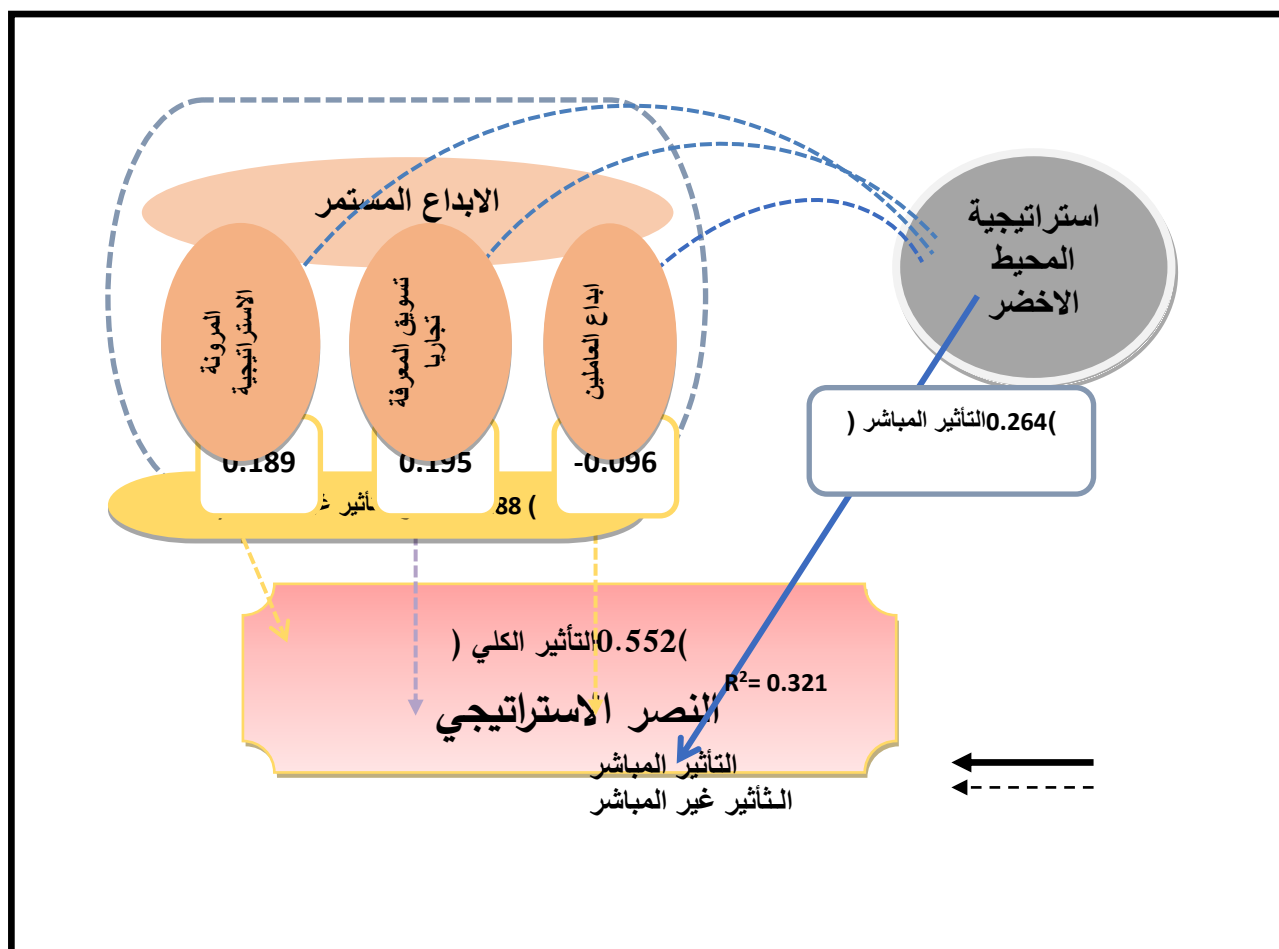 الابداع المستمر
استراتيجية
المحيط
الاخضر
ابداع العاملين
تسويق المعرفة
تجاريا
المرونة
الاستراتيجية
)0.264التأثير المباشر (
-0.096
0.195
0.189
) 88
)0.552التأثير الكلي (
R²= 0.321
النصر الاستراتيجي
التأثير المباشر
الـثأثير غير المباشر